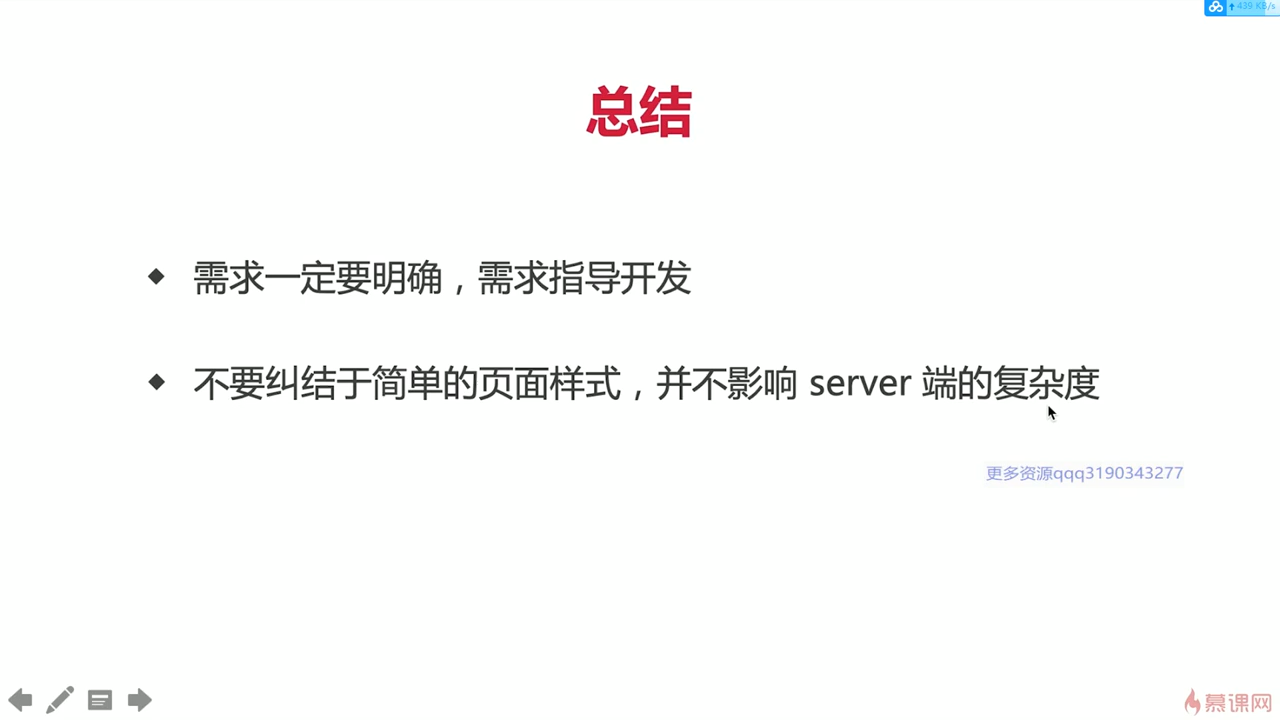 439 KB/s
总结
需求一定要明确，需求指导开发
不要纠结于简单的页面样式，并不影响 server 端的复杂度
更多资源qqq3190343277
慕课网